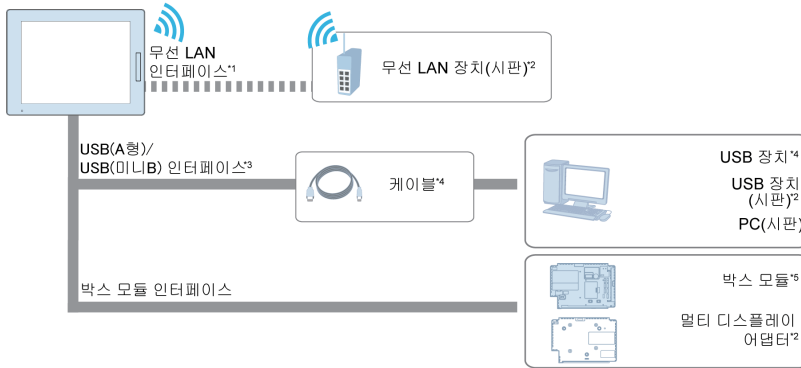 무선 LAN
인터페이스*1
무선 LAN 장치(시판)*2
USB(A형)/
USB(미니B) 인터페이스*3
케이블*4
USB 장치*4
USB 장치
(시판)*2
PC(시판)
박스 모듈 인터페이스
박스 모듈*5
멀티 디스플레이
어댑터*2